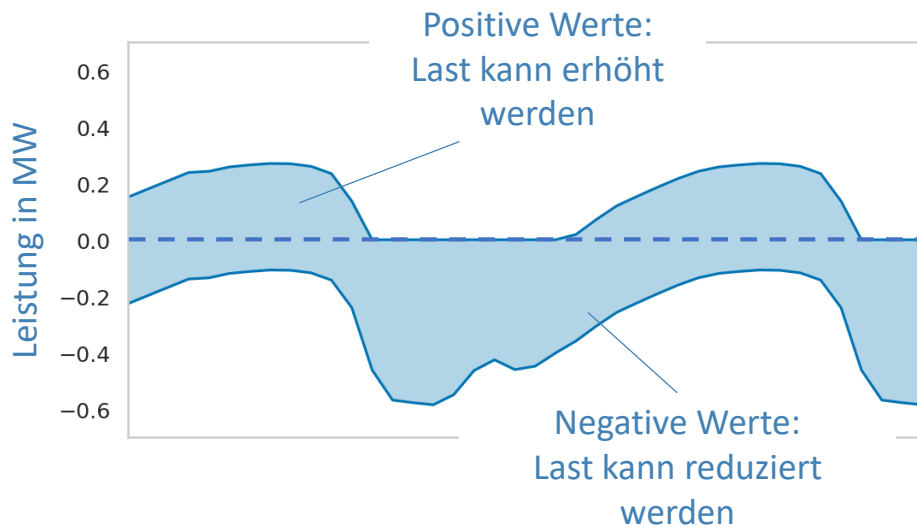 Positive Werte:
Last kann erhöht
werden
Leistung in MW
0.6
0.4
0.2
0.0
−0.2
−0.4
−0.6
Negative Werte:
Last kann reduziert
werden